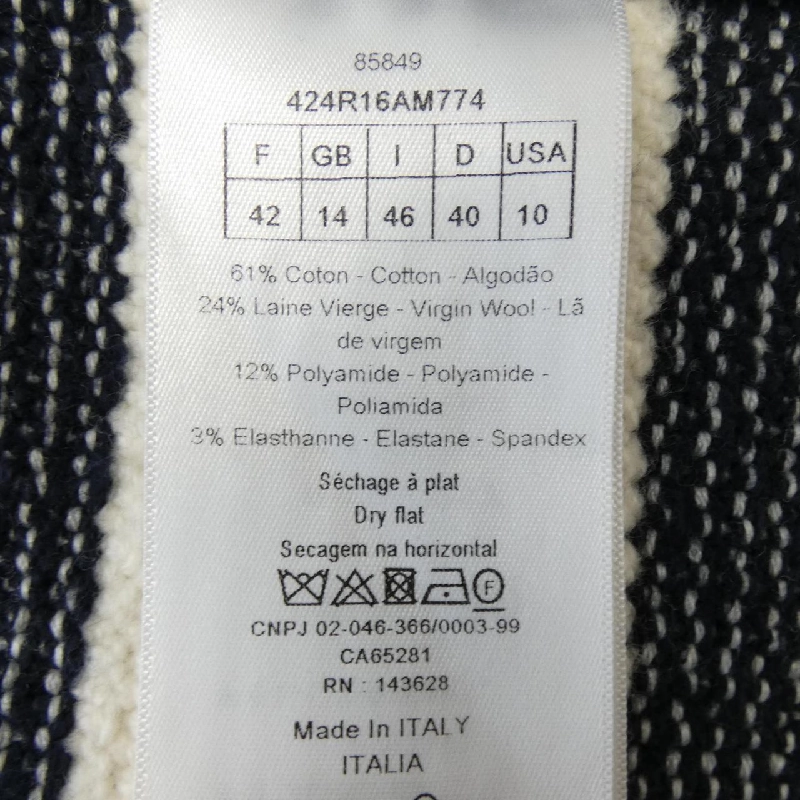 85849
424R16AM774
F GB I D USA
42 14 46 40 10
61% Coton - Cotton - Algodão
24% Laine Vierge - Virgin Wool - Lã
de virgem
12% Polyamide - Polyamide -
Poliamida
3% Elasthanne - Elastane - Spandex
Séchage à plat
Dry flat
Secagem na horizontal
F
CNPJ 02-046-366/0003-99
CA65281
RN : 143628
Made In ITALY
ITALIA